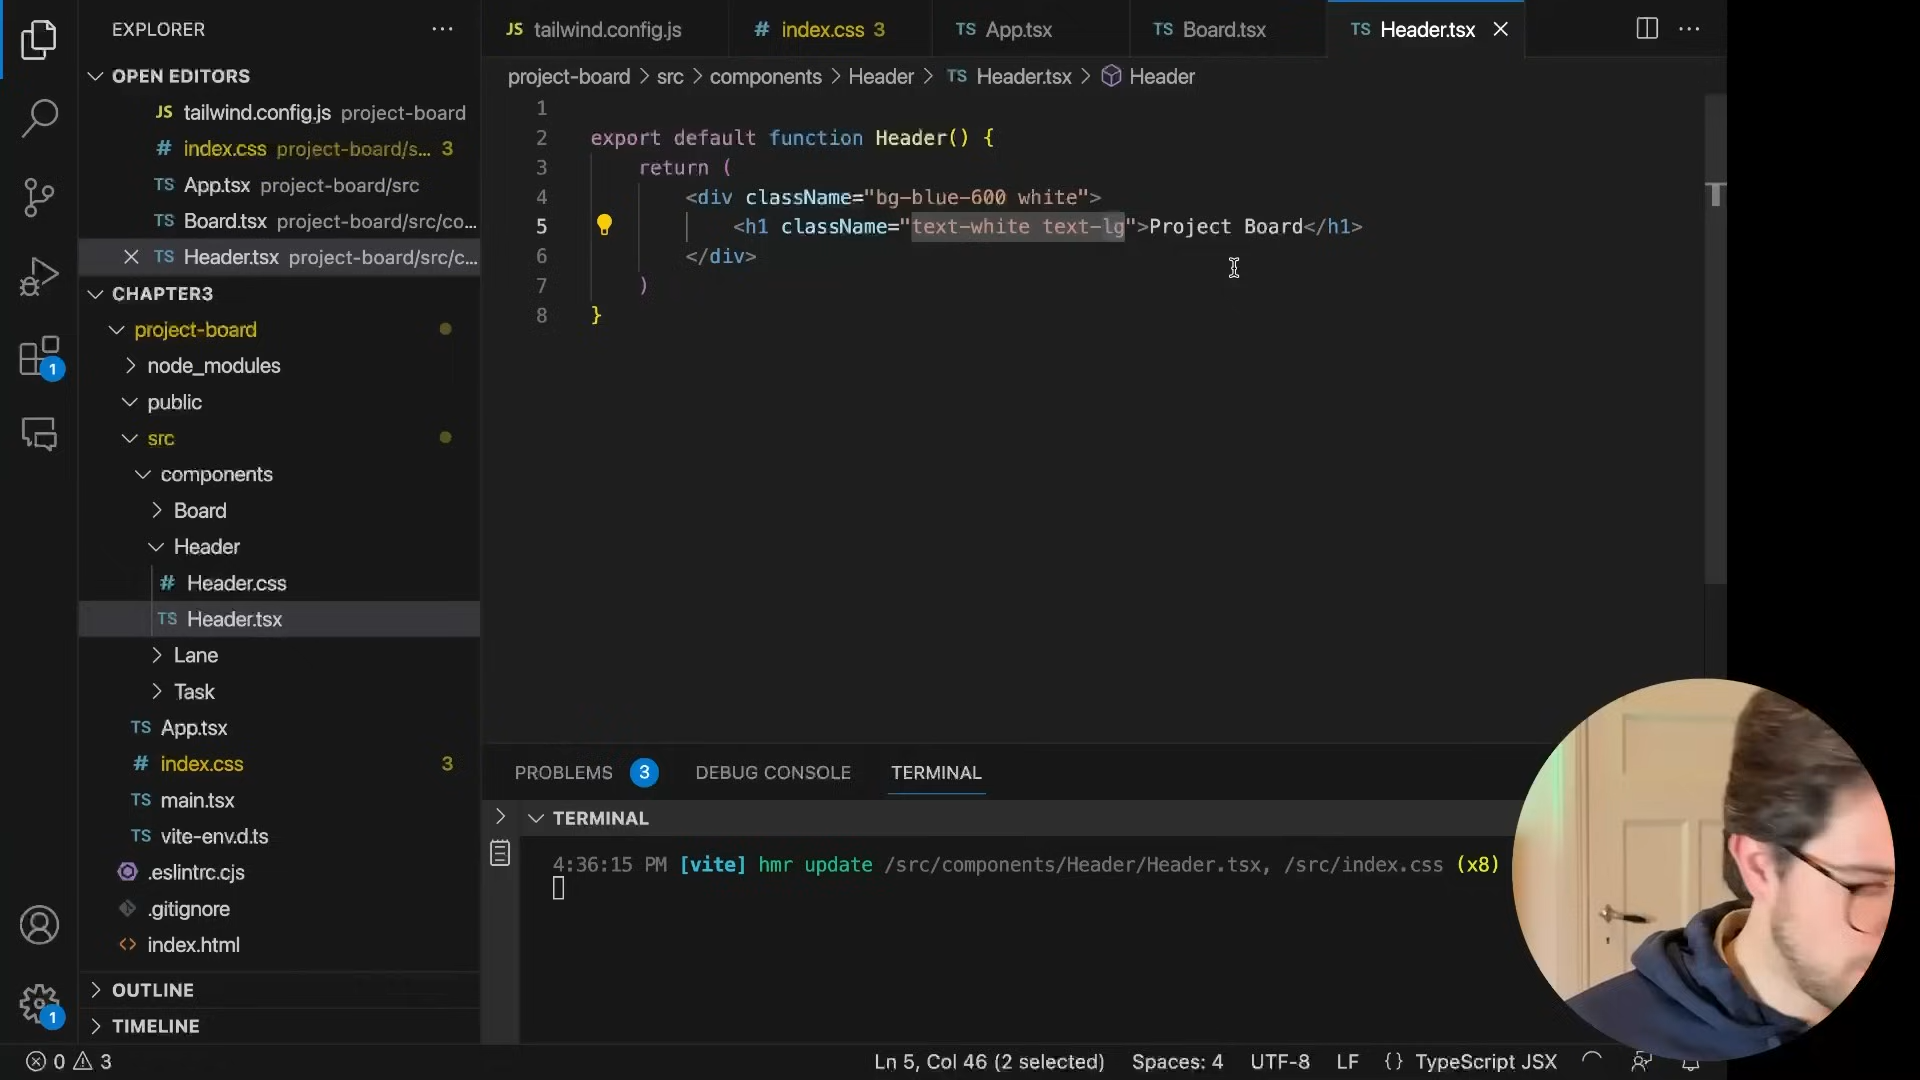 EXPLORER
OPEN EDITORS
JS tailwind.config.js project-board
# index.css project-board/s... 3
TS App.tsx project-board/src
TS Board.tsx project-board/src/co...
TS Header.tsx project-board/src/c...
CHAPTER3
project-board
node_modules
public
src
components
Board
Header
# Header.css
TS Header.tsx
Lane
Task
TS App.tsx
# index.css 3
TS main.tsx
TS vite-env.d.ts
.eslintrc.cjs
.gitignore
<> index.html
OUTLINE
TIMELINE
1
1
JS tailwind.config.js # index.css 3 TS App.tsx TS Board.tsx TS Header.tsx
project-board > src > components > Header > TS Header.tsx > Header
1
2 export default function Header() {
3 return (
4 <div className="bg-blue-600 white">
5 <h1 className="text-white text-lg">Project Board</h1>
6 </div>
7 )
8 }
PROBLEMS 3 DEBUG CONSOLE TERMINAL
TERMINAL
4:36:15 PM [vite] hmr update /src/components/Header/Header.tsx, /src/index.css (x8)
0 3 Ln 5, Col 46 (2 selected) Spaces: 4 UTF-8 LF {} TypeScript JSX